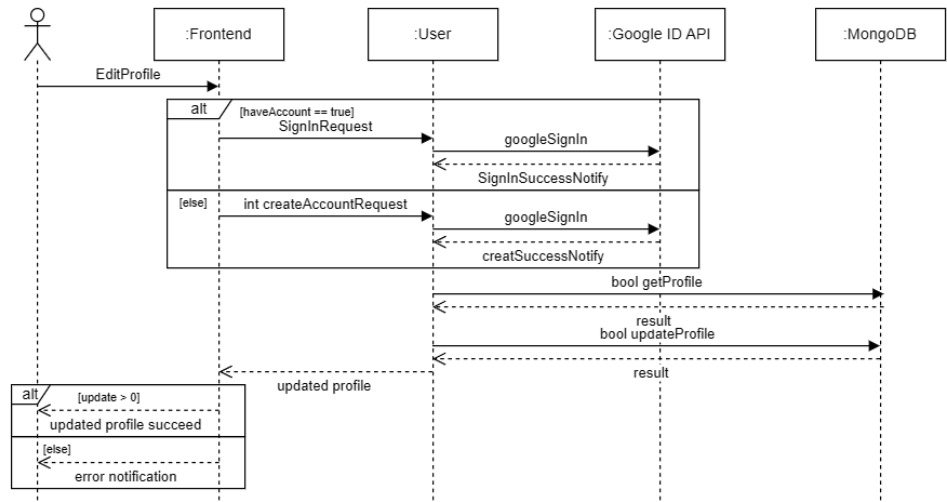 :Frontend
:User
:Google ID API
:MongoDB
EditProfile
alt
[haveAccount == true]
SignInRequest
googleSignIn
SignInSuccessNotify
[else]
int createAccountRequest
googleSignIn
creatSuccessNotify
bool getProfile
result
bool updateProfile
result
updated profile
alt
[update > 0]
updated profile succeed
[else]
error notification